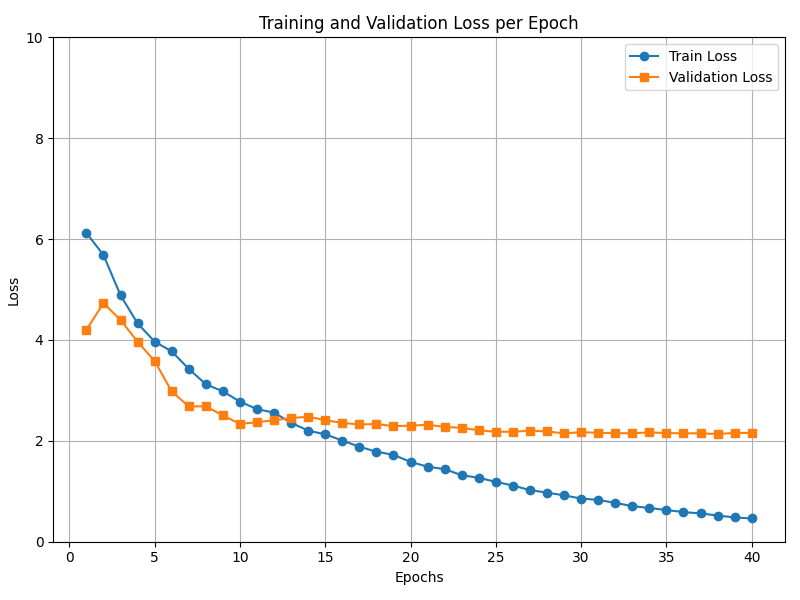 Training and Validation Loss per Epoch
10
8
6
4
2
0
Loss
Train Loss
Validation Loss
0 5 10 15 20 25 30 35 40
Epochs